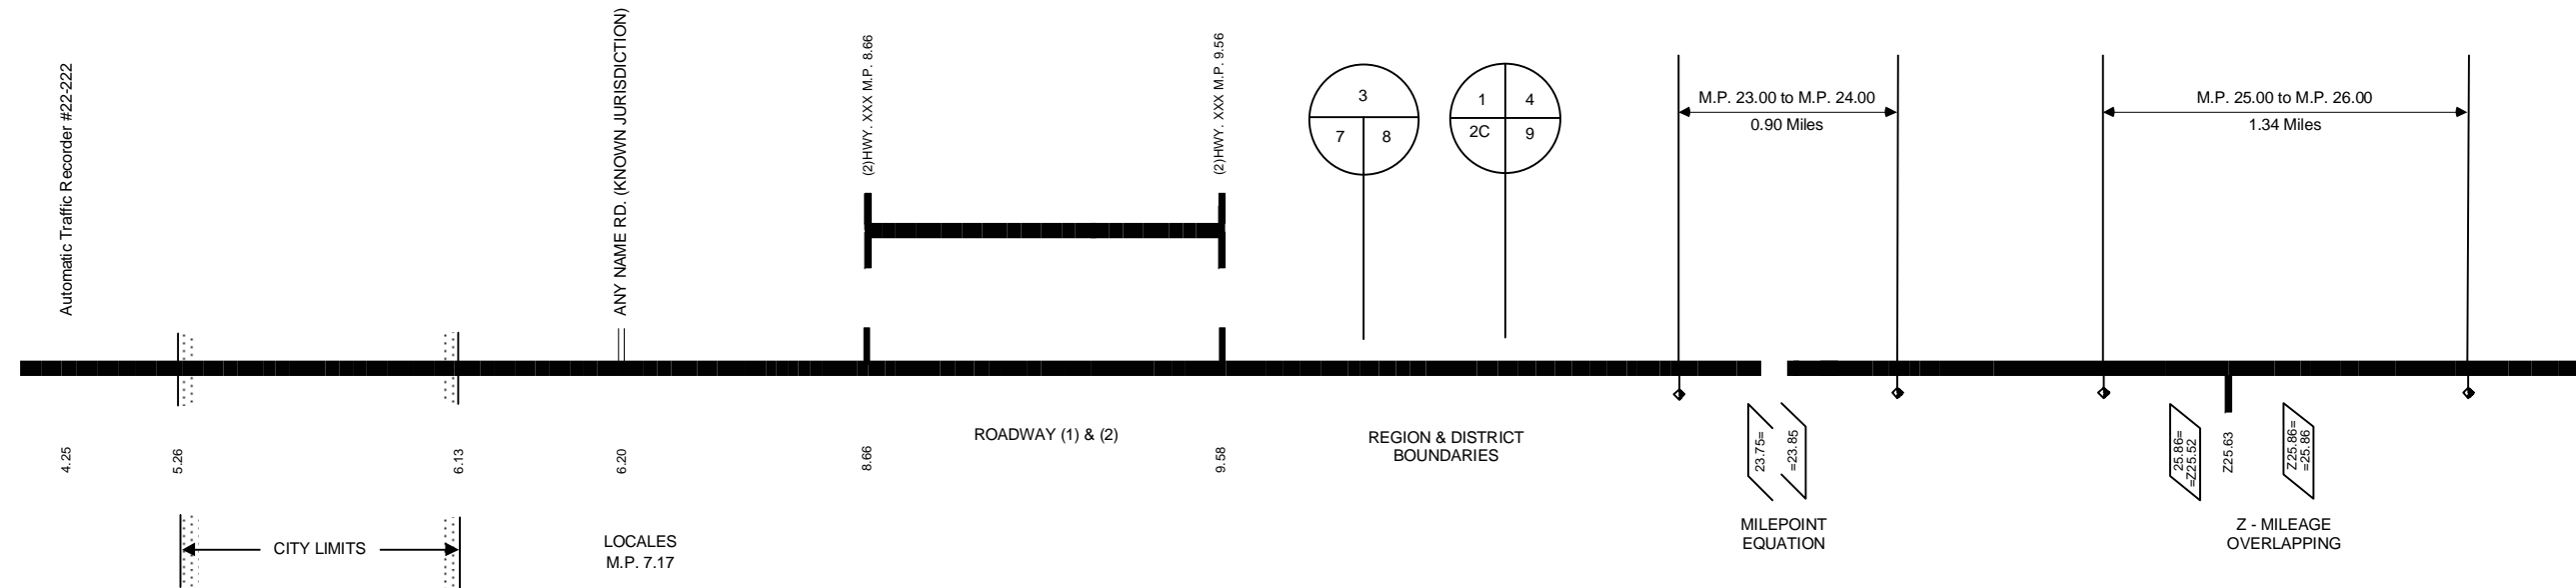 Automatic Traffic Recorder #22-222
ANY NAME RD. (KNOWN JURISDICTION)
(2)HWY. XXX M.P. 8.66
(2)HWY. XXX M.P. 9.56
3
7 8
1 4
2C 9
M.P. 23.00 to M.P. 24.00
0.90 Miles
M.P. 25.00 to M.P. 26.00
1.34 Miles
4.25
5.26
6.13
6.20
8.66
ROADWAY (1) & (2)
9.58
REGION & DISTRICT
BOUNDARIES
23.75=
=23.85
25.86=
=Z25.52
Z25.63
Z25.86=
=25.86
CITY LIMITS
LOCALES
M.P. 7.17
MILEPOINT
EQUATION
Z - MILEAGE
OVERLAPPING